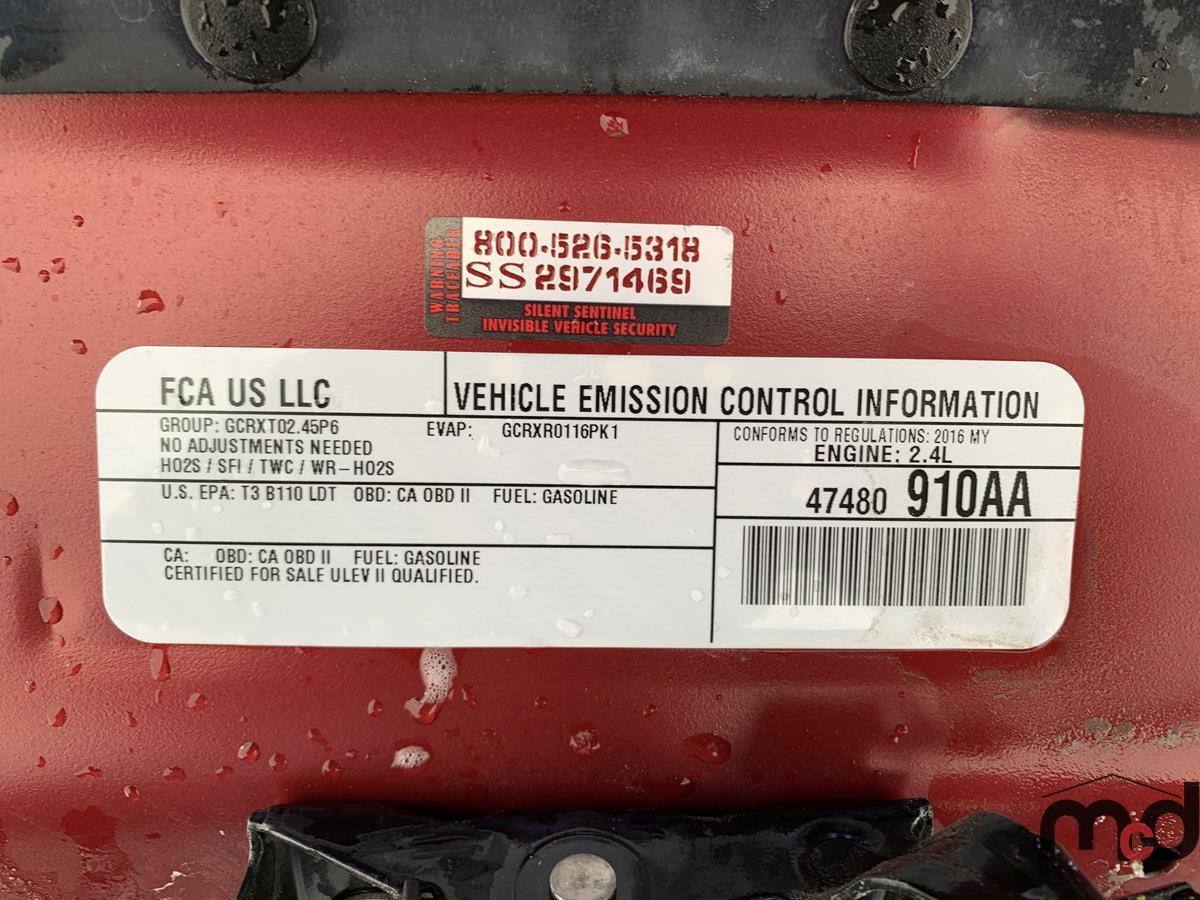 WARNING
TRACEABLE
800-526-5318
SS 2971469
SILENT SENTINEL
INVISIBLE VEHICLE SECURITY
FCA US LLC
VEHICLE EMISSION CONTROL INFORMATION
GROUP: GCRXT02.45P6 EVAP: GCRXR0116PK1
NO ADJUSTMENTS NEEDED
HO2S / SFI / TWC / WR-HO2S
CONFORMS TO REGULATIONS: 2016 MY
ENGINE: 2.4L
U.S. EPA: T3 B110 LDT OBD: CA OBD II FUEL: GASOLINE
47480 910AA
CA: OBD: CA OBD II FUEL: GASOLINE
CERTIFIED FOR SALE ULEV II QUALIFIED.
mcd